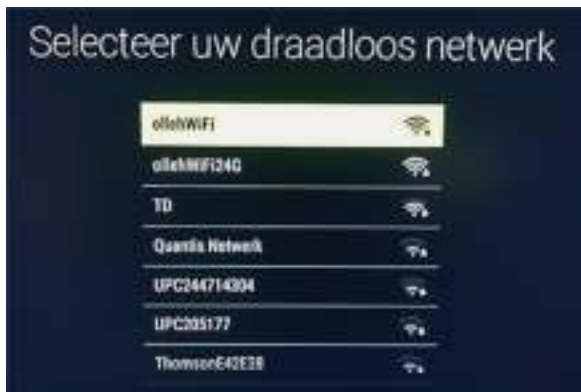 Selecteer uw draadloos netwerk
ollehWiFi
ollehWiFi24G
TD
Quantis Netwerk
UPC244714304
UPC205177
ThomsonE42E28